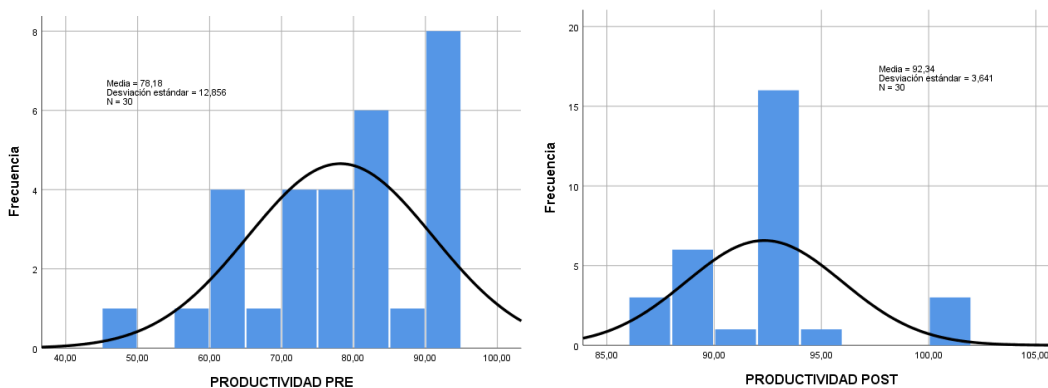 8
6
4
2
0
Frecuencia
Media = 78,18
Desviación estándar = 12,856
N = 30
40,00 50,00 60,00 70,00 80,00 90,00 100,00
PRODUCTIVIDAD PRE
20
15
10
5
0
Frecuencia
Media = 92,34
Desviación estándar = 3,641
N = 30
85,00 90,00 95,00 100,00 105,00
PRODUCTIVIDAD POST